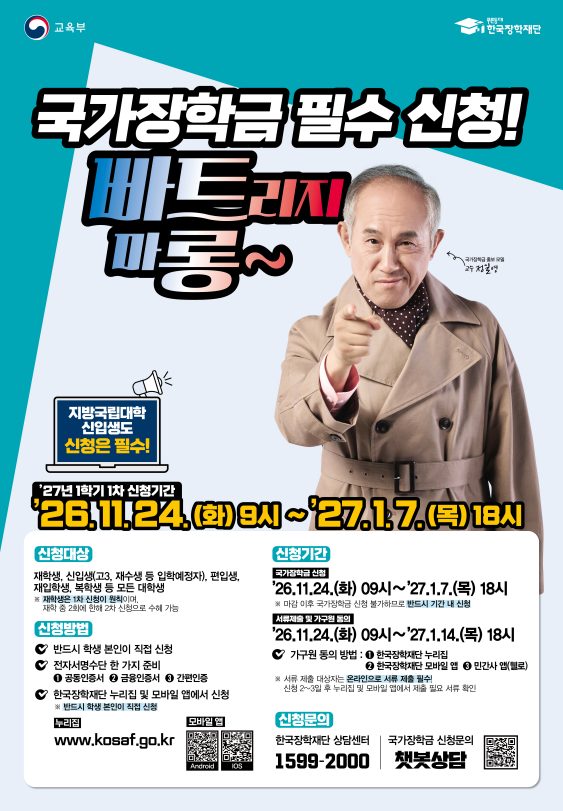 교육부
푸른등대
한국장학재단
국가장학금 필수 신청!
빠트리지
마롱~
국가장학금 홍보 모델
지방국립대학
신입생도
신청은 필수!
'27년 1학기 1차 신청기간
'26.11.24.(화) 9시 ~ '27.1.7.(목) 18시
신청대상
재학생, 신입생(고3, 재수생 등 입학예정자), 편입생,
재입학생, 복학생 등 모든 대학생
※ 재학생은 1차 신청이 원칙이며,
재학 중 2회에 한해 2차 신청으로 수혜 가능
신청방법
반드시 학생 본인이 직접 신청
전자서명수단 한 가지 준비
❶ 공동인증서 ❷ 금융인증서 ❸ 간편인증
한국장학재단 누리집 및 모바일 앱에서 신청
※ 반드시 학생 본인이 직접 신청
누리집
www.kosaf.go.kr
모바일 앱
Android
IOS
신청기간
국가장학금 신청
'26.11.24.(화) 09시~'27.1.7.(목) 18시
※ 마감 이후 국가장학금 신청 불가하므로 반드시 기간 내 신청
서류제출 및 가구원 동의
'26.11.24.(화) 09시~'27.1.14.(목) 18시
가구원 동의 방법 : ❶ 한국장학재단 누리집
❷ 한국장학재단 모바일 앱 ❸ 민간사 앱(웰로)
※ 서류 제출 대상자는 온라인으로 서류 제출 필수!
신청 2~3일 후 누리집 및 모바일 앱에서 제출 필요 서류 확인
신청문의
한국장학재단 상담센터
1599-2000
국가장학금 신청문의
챗봇상담